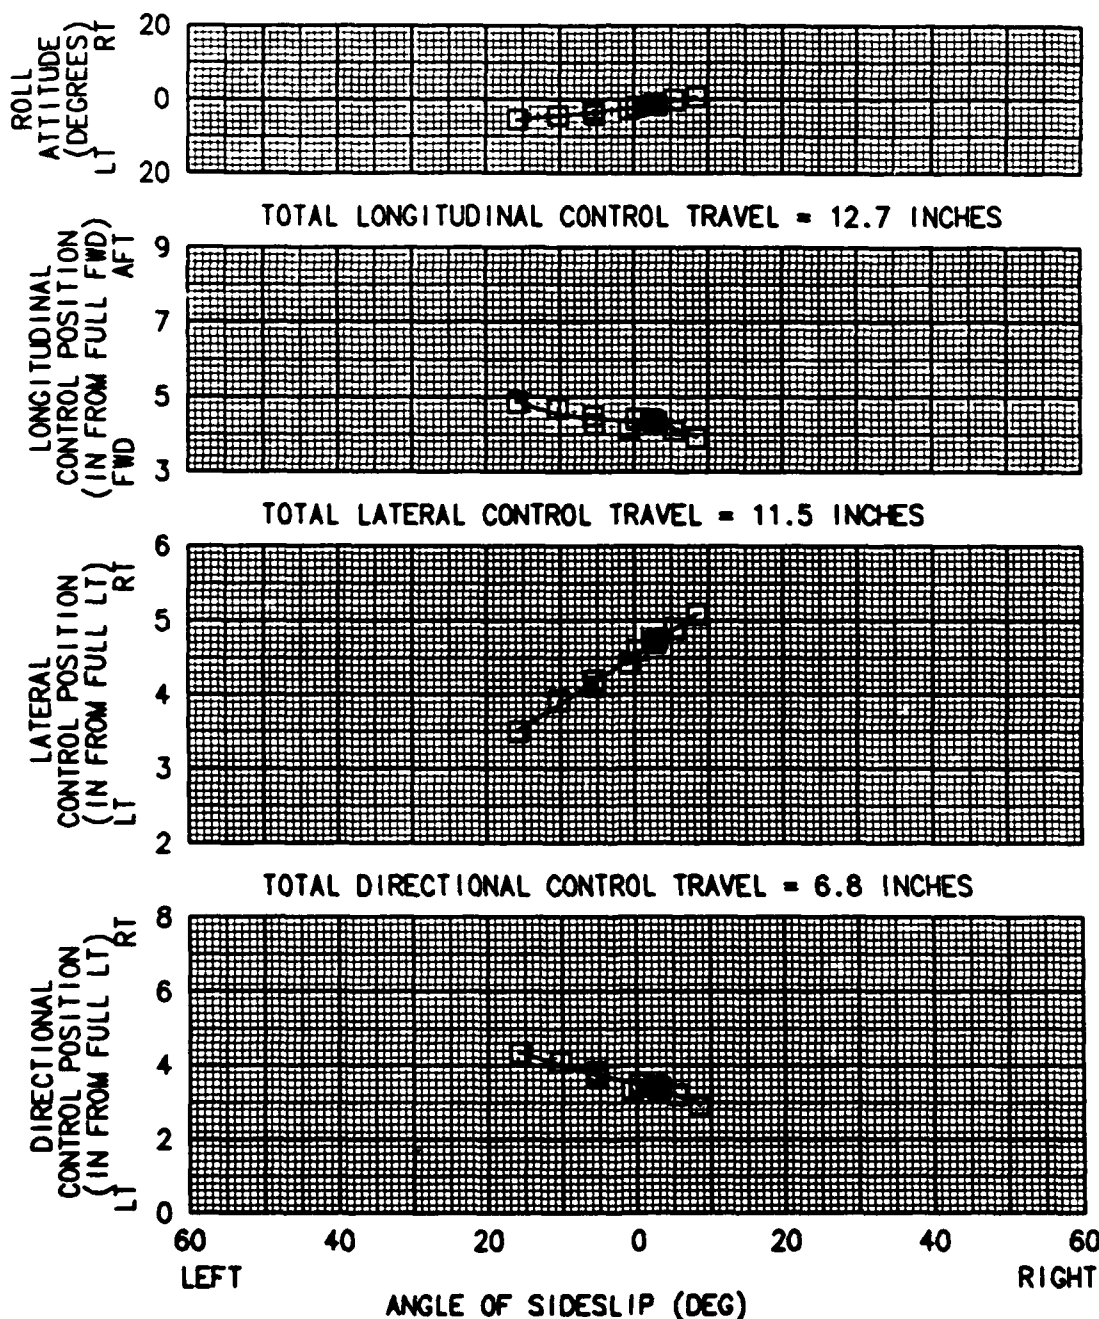 ROLL
ATTITUDE
(DEGREES)
LT RT
20
0
20
TOTAL LONGITUDINAL CONTROL TRAVEL = 12.7 INCHES
LONGITUDINAL
CONTROL POSITION
(IN FROM FULL FWD)
FWD AFT
9
7
5
3
TOTAL LATERAL CONTROL TRAVEL = 11.5 INCHES
LATERAL
CONTROL POSITION
(IN FROM FULL LT)
LT RT
6
5
4
3
2
TOTAL DIRECTIONAL CONTROL TRAVEL = 6.8 INCHES
DIRECTIONAL
CONTROL POSITION
(IN FROM FULL LT)
LT RT
8
6
4
2
0
60 40 20 0 20 40 60
LEFT RIGHT
ANGLE OF SIDESLIP (DEG)